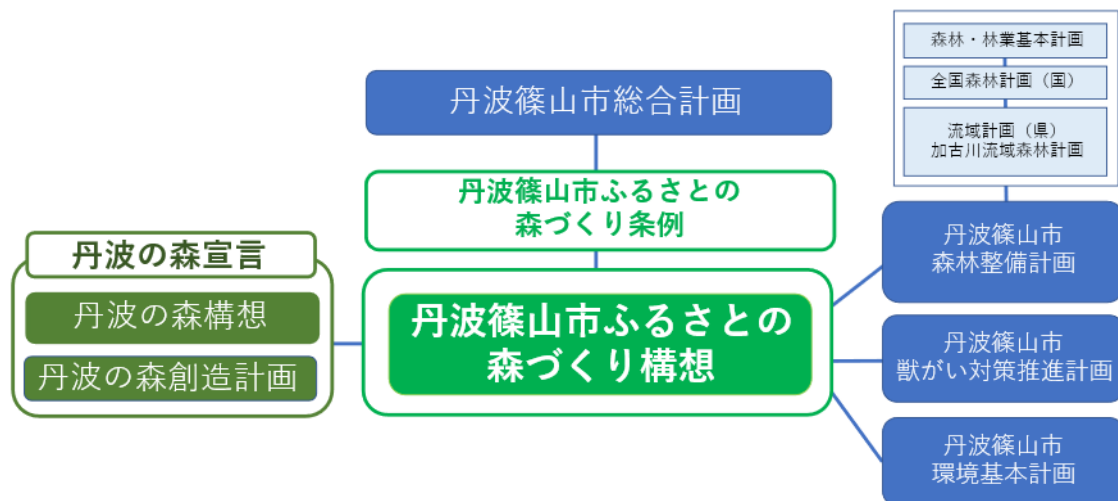 森林・林業基本計画
全国森林計画（国）
流域計画（県）
加古川流域森林計画
丹波篠山市総合計画
丹波篠山市ふるさとの
森づくり条例
丹波の森宣言
丹波の森構想
丹波の森創造計画
丹波篠山市ふるさとの
森づくり構想
丹波篠山市
森林整備計画
丹波篠山市
獣がい対策推進計画
丹波篠山市
環境基本計画